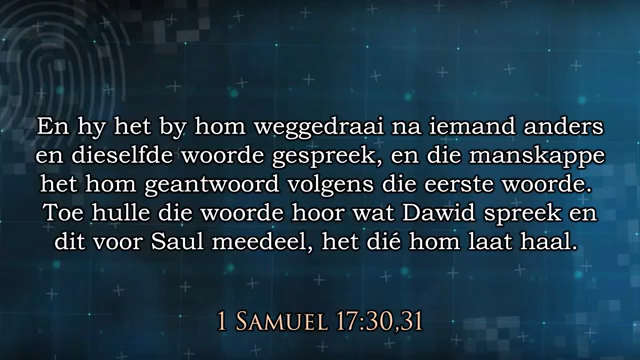 En hy het by hom weggedraai na iemand anders
en dieselfde woorde gespreek, en die manskappe
het hom geantwoord volgens die eerste woorde.
Toe hulle die woorde hoor wat Dawid spreek en
dit voor Saul meedeel, het dié hom laat haal.
1 Samuel 17:30,31